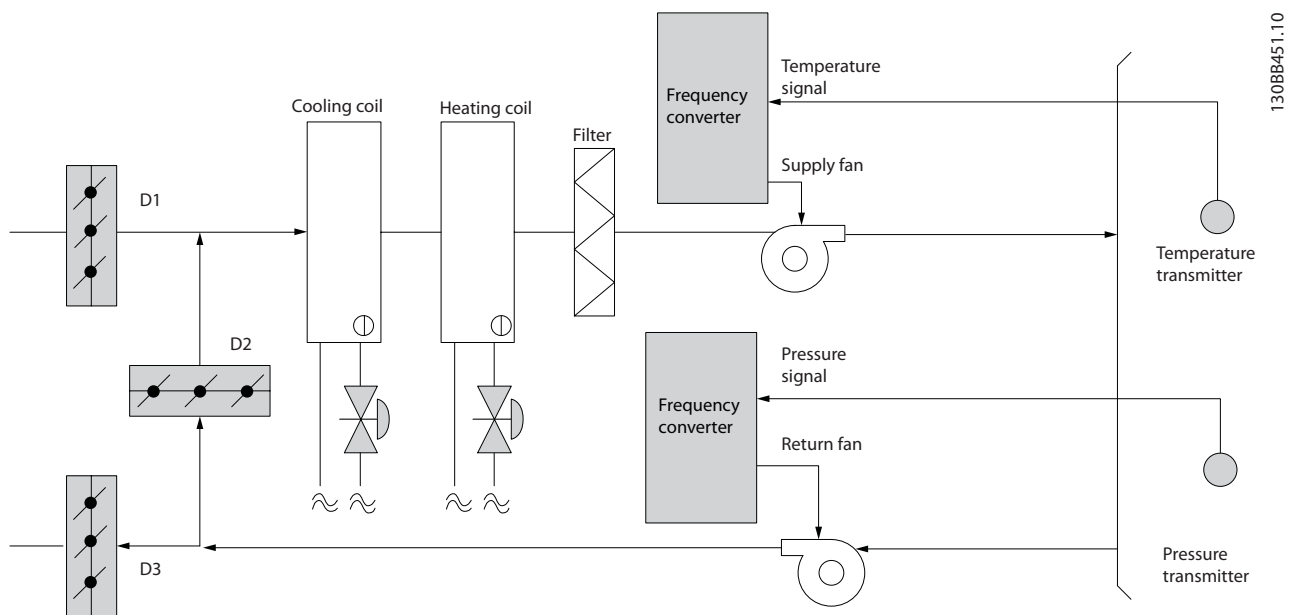 130BB451.10
Temperature
signal
Frequency
converter
Cooling coil
Heating coil
Filter
Supply fan
D1
Temperature
transmitter
D2
Pressure
signal
Frequency
converter
Return fan
D3
Pressure
transmitter